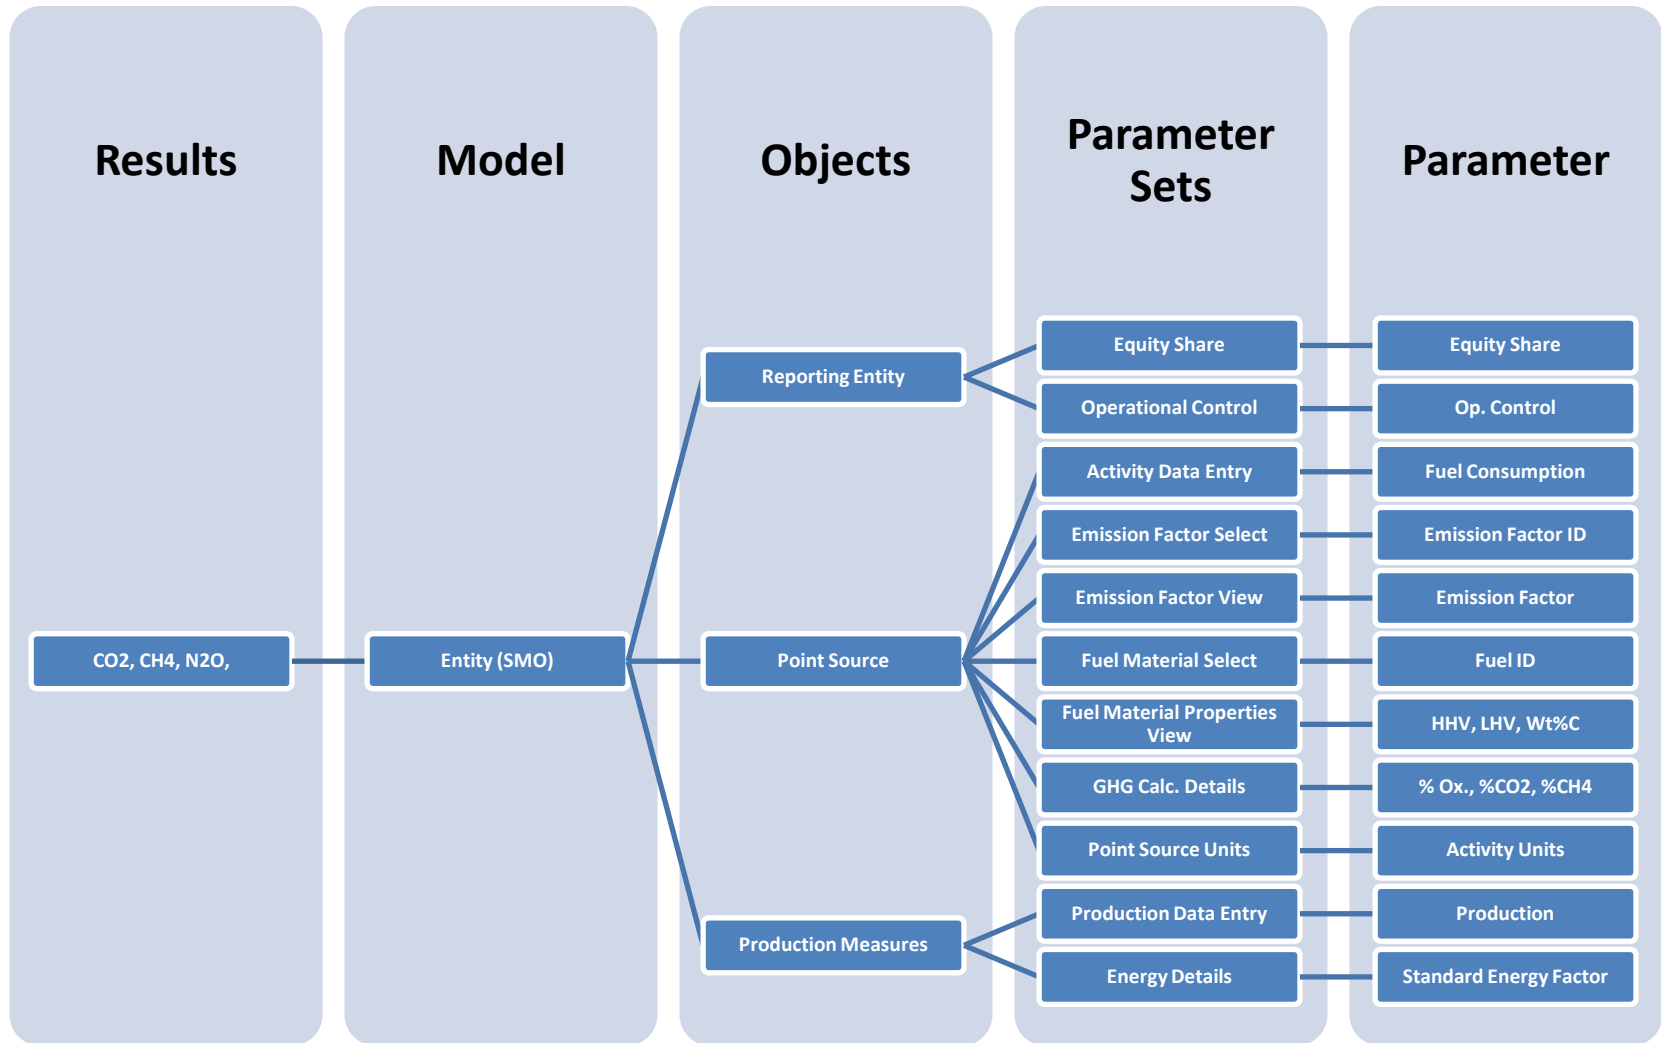 Results
Model
Objects
Parameter
Sets
Parameter
CO2, CH4, N2O,
Entity (SMO)
Reporting Entity
Point Source
Production Measures
Equity Share
Operational Control
Activity Data Entry
Emission Factor Select
Emission Factor View
Fuel Material Select
Fuel Material Properties
View
GHG Calc. Details
Point Source Units
Production Data Entry
Energy Details
Equity Share
Op. Control
Fuel Consumption
Emission Factor ID
Emission Factor
Fuel ID
HHV, LHV, Wt%C
% Ox., %CO2, %CH4
Activity Units
Production
Standard Energy Factor